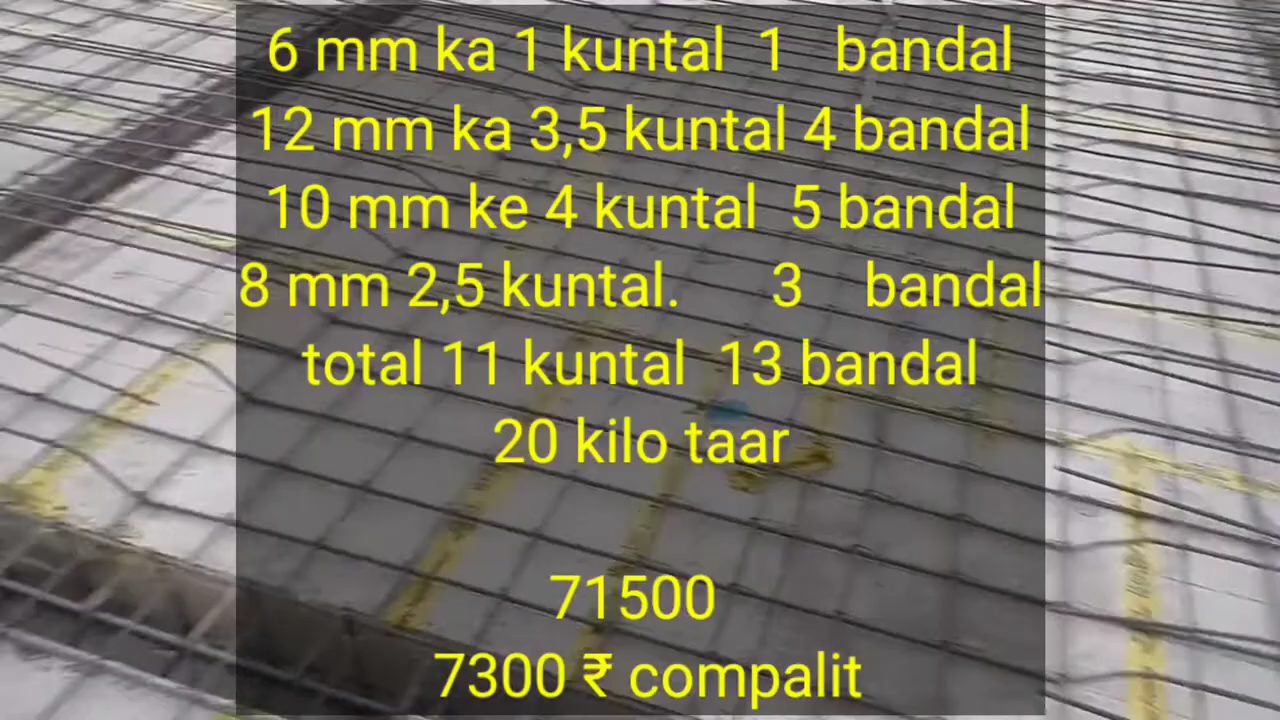 6 mm ka 1 kuntal 1 bandal
12 mm ka 3,5 kuntal 4 bandal
10 mm ke 4 kuntal 5 bandal
8 mm 2,5 kuntal. 3 bandal
total 11 kuntal 13 bandal
20 kilo taar
71500
7300 ₹ compalit